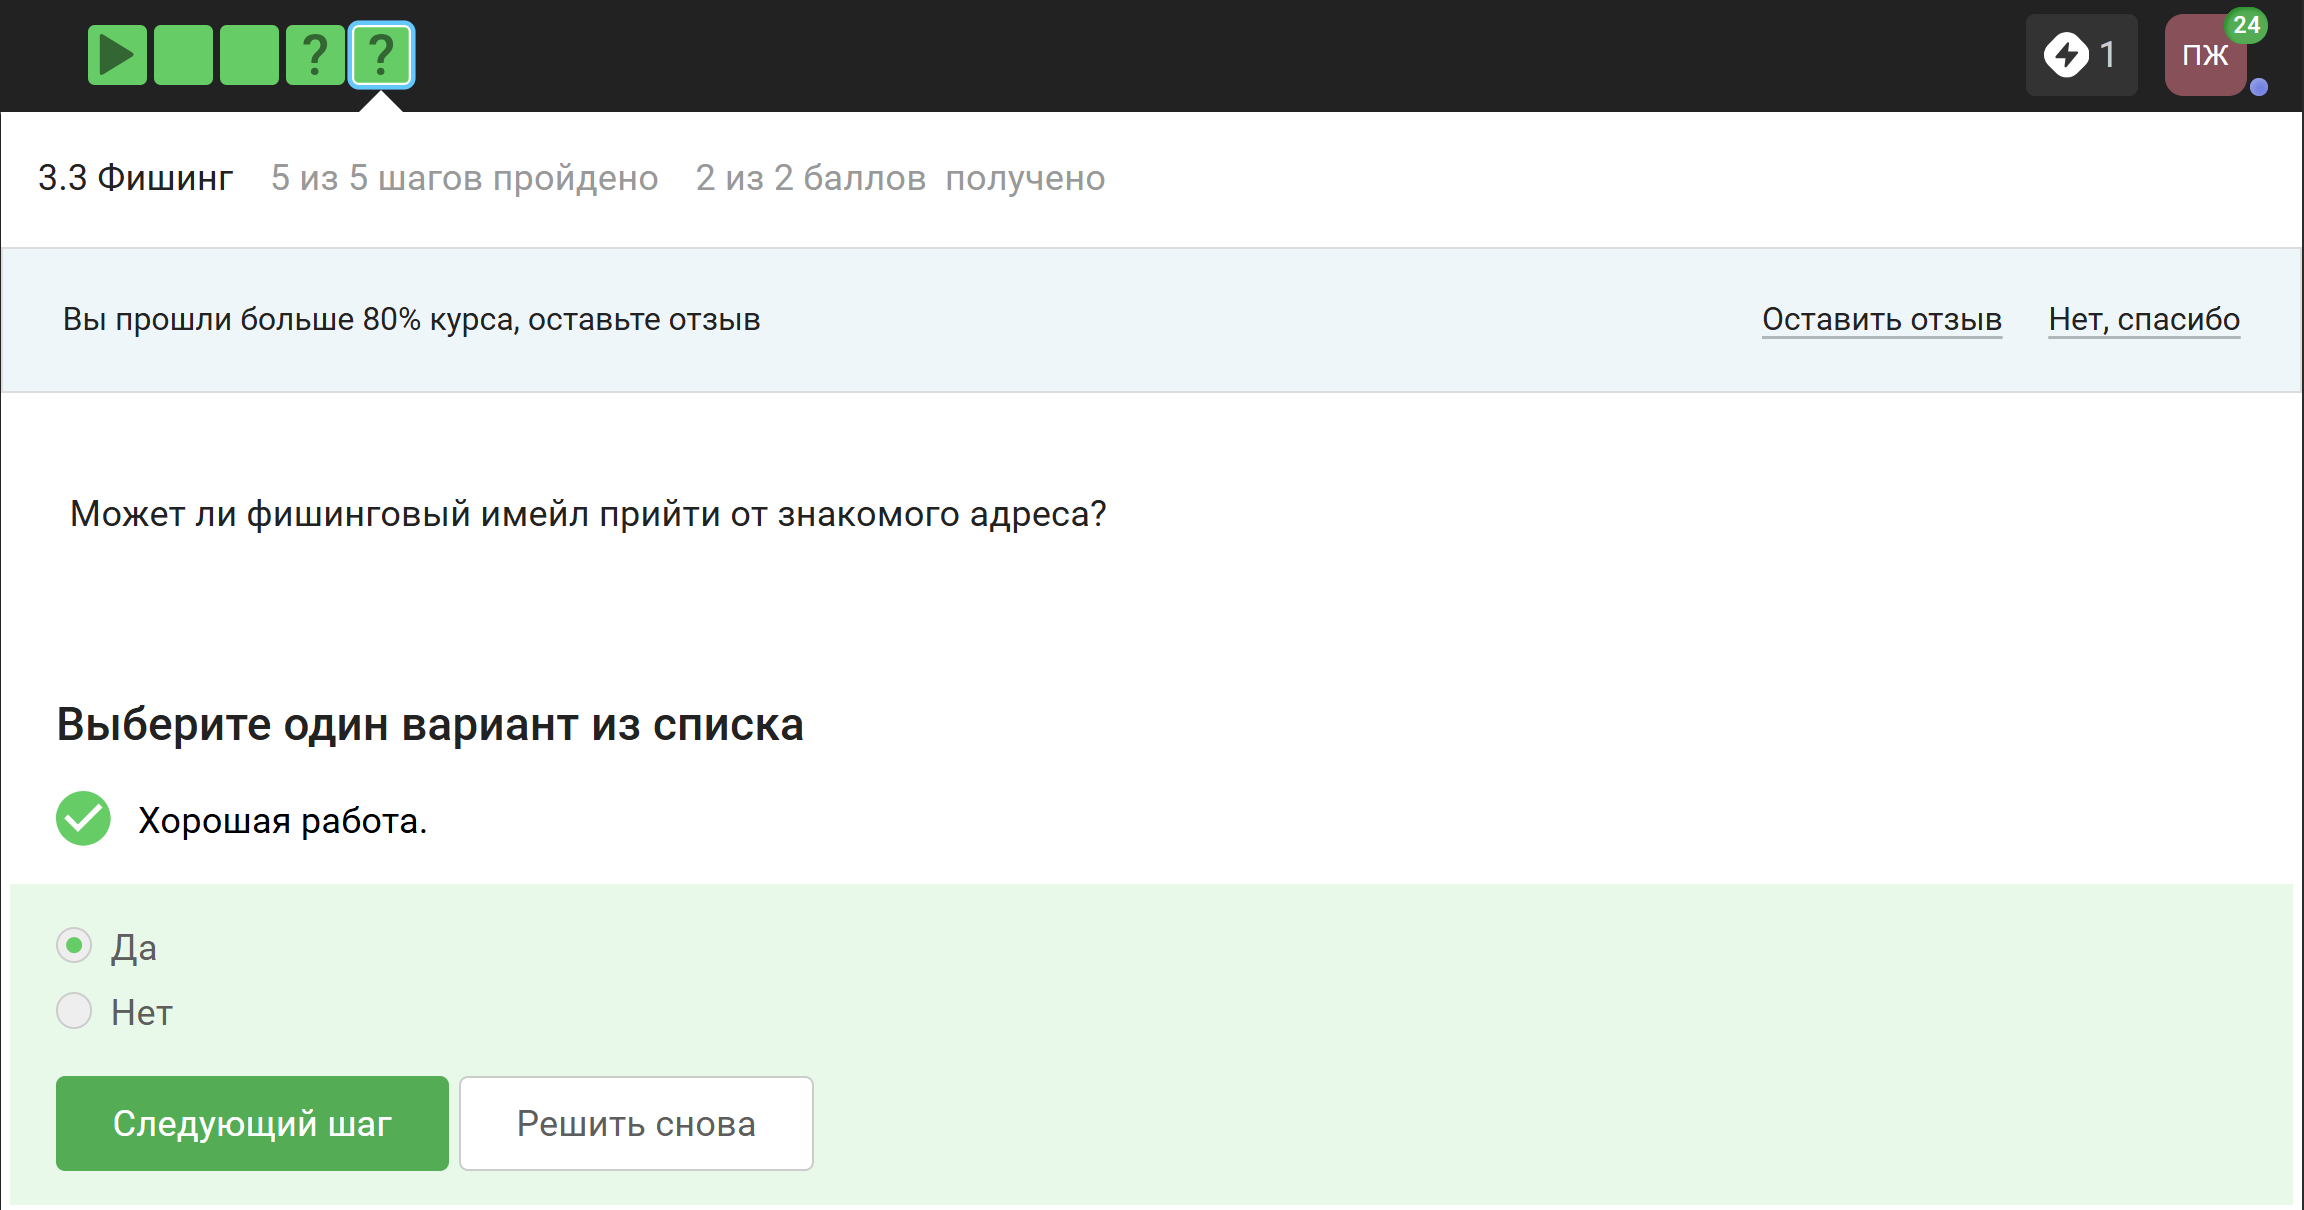 ? ? 1 ПЖ 24
3.3 Фишинг 5 из 5 шагов пройдено 2 из 2 баллов получено
Вы прошли больше 80% курса, оставьте отзыв Оставить отзыв Нет, спасибо
Может ли фишинговый имейл прийти от знакомого адреса?
Выберите один вариант из списка
Хорошая работа.
Да
Нет
Следующий шаг Решить снова